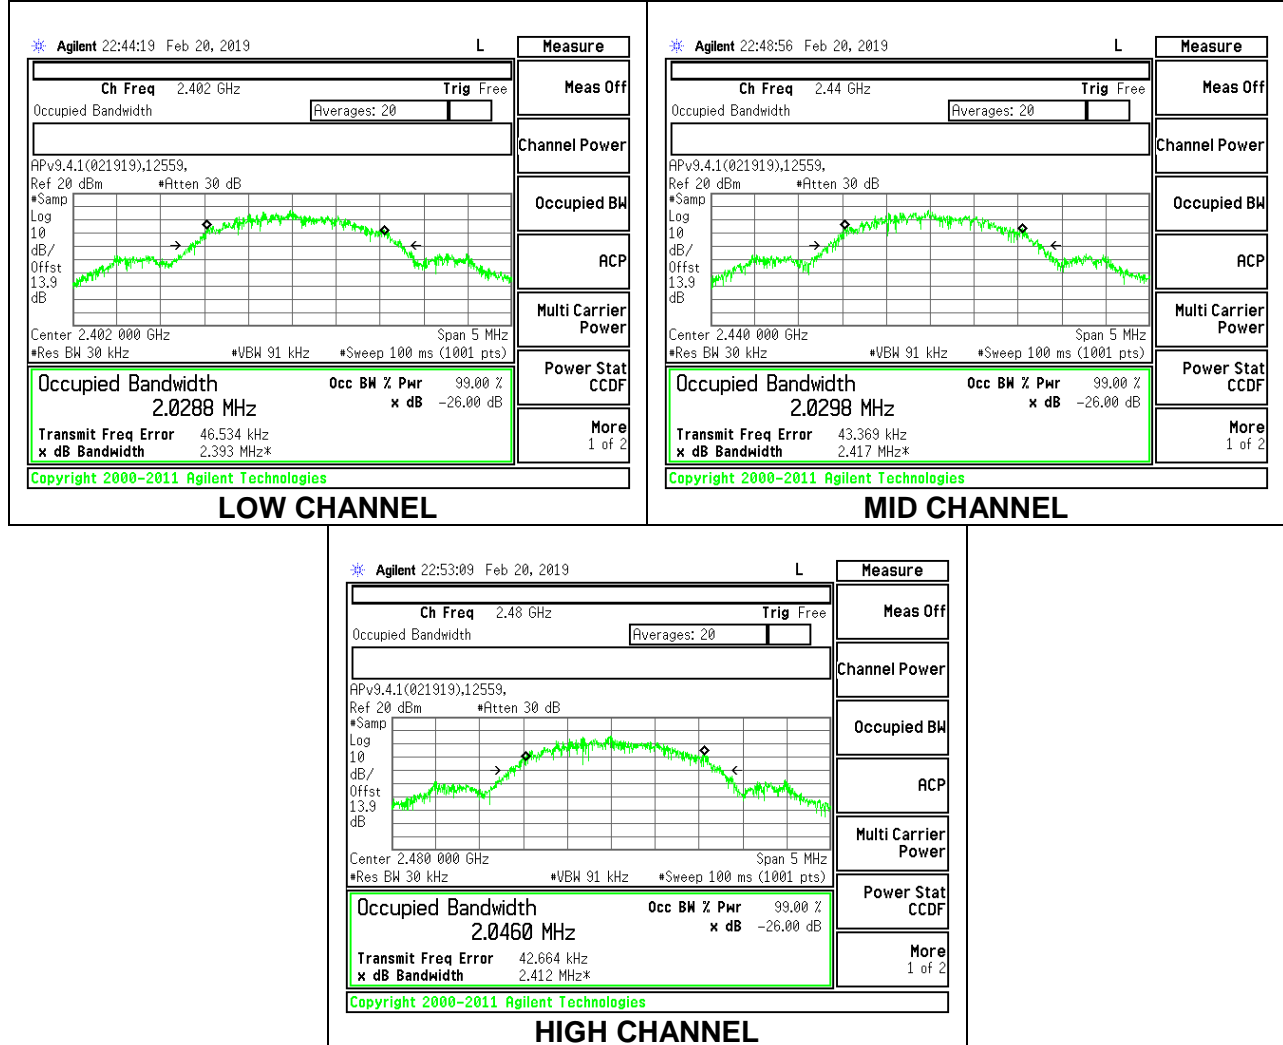 Agilent 22:44:19 Feb 20, 2019 L Measure
Ch Freq 2.402 GHz Trig Free
Meas Off
Occupied Bandwidth Averages: 20
Channel Power
APv9.4.1(021919),12559,
Ref 20 dBm #Atten 30 dB
#Samp
Log
10
dB/
Offst
13.9
dB
Occupied BW
ACP
Multi Carrier
Power
Center 2.402 000 GHz Span 5 MHz
#Res BW 30 kHz #VBW 91 kHz #Sweep 100 ms (1001 pts)
Power Stat
CCDF
Occupied Bandwidth Occ BW % Pwr 99.00 %
2.0288 MHz x dB -26.00 dB
More
1 of 2
Transmit Freq Error 46.534 kHz
x dB Bandwidth 2.393 MHz*
Copyright 2000-2011 Agilent Technologies
LOW CHANNEL
Agilent 22:48:56 Feb 20, 2019 L Measure
Ch Freq 2.44 GHz Trig Free
Meas Off
Occupied Bandwidth Averages: 20
Channel Power
APv9.4.1(021919),12559,
Ref 20 dBm #Atten 30 dB
#Samp
Log
10
dB/
Offst
13.9
dB
Occupied BW
ACP
Multi Carrier
Power
Center 2.440 000 GHz Span 5 MHz
#Res BW 30 kHz #VBW 91 kHz #Sweep 100 ms (1001 pts)
Power Stat
CCDF
Occupied Bandwidth Occ BW % Pwr 99.00 %
2.0298 MHz x dB -26.00 dB
More
1 of 2
Transmit Freq Error 43.369 kHz
x dB Bandwidth 2.417 MHz*
Copyright 2000-2011 Agilent Technologies
MID CHANNEL
Agilent 22:53:09 Feb 20, 2019 L Measure
Ch Freq 2.48 GHz Trig Free
Meas Off
Occupied Bandwidth Averages: 20
Channel Power
APv9.4.1(021919),12559,
Ref 20 dBm #Atten 30 dB
#Samp
Log
10
dB/
Offst
13.9
dB
Occupied BW
ACP
Multi Carrier
Power
Center 2.480 000 GHz Span 5 MHz
#Res BW 30 kHz #VBW 91 kHz #Sweep 100 ms (1001 pts)
Power Stat
CCDF
Occupied Bandwidth Occ BW % Pwr 99.00 %
2.0460 MHz x dB -26.00 dB
More
1 of 2
Transmit Freq Error 42.664 kHz
x dB Bandwidth 2.412 MHz*
Copyright 2000-2011 Agilent Technologies
HIGH CHANNEL